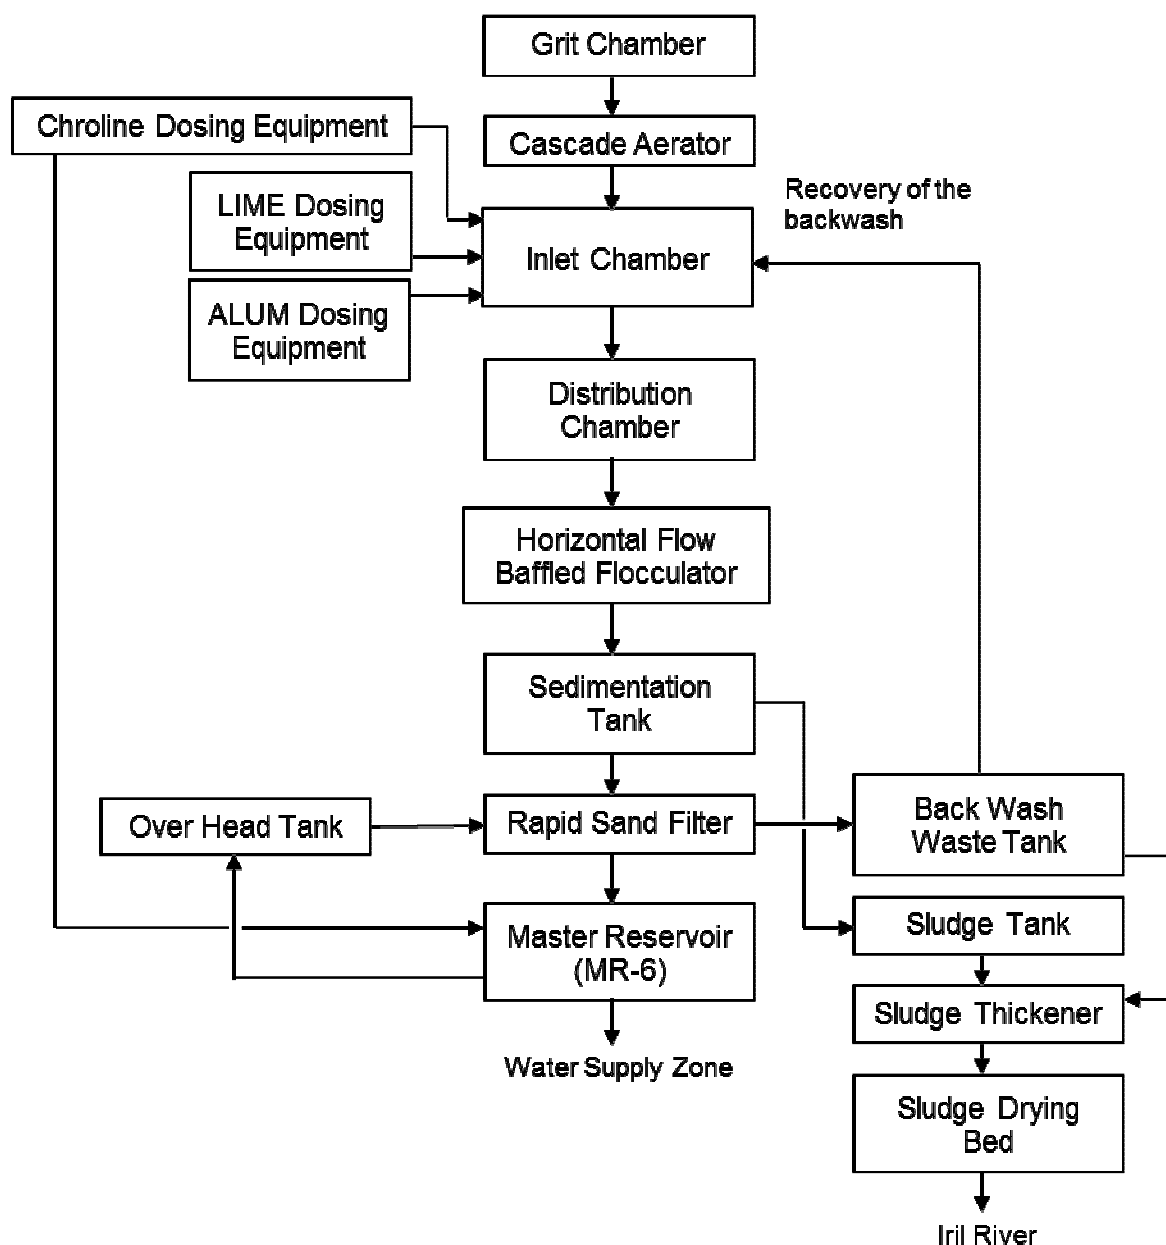 Grit Chamber
Chroline Dosing Equipment
Cascade Aerator
Recovery of the
backwash
LIME Dosing
Equipment
Inlet Chamber
ALUM Dosing
Equipment
Distribution
Chamber
Horizontal Flow
Baffled Flocculator
Sedimentation
Tank
Over Head Tank
Rapid Sand Filter
Back Wash
Waste Tank
Master Reservoir
(MR-6)
Sludge Tank
Sludge Thickener
Water Supply Zone
Sludge Drying
Bed
Iril River